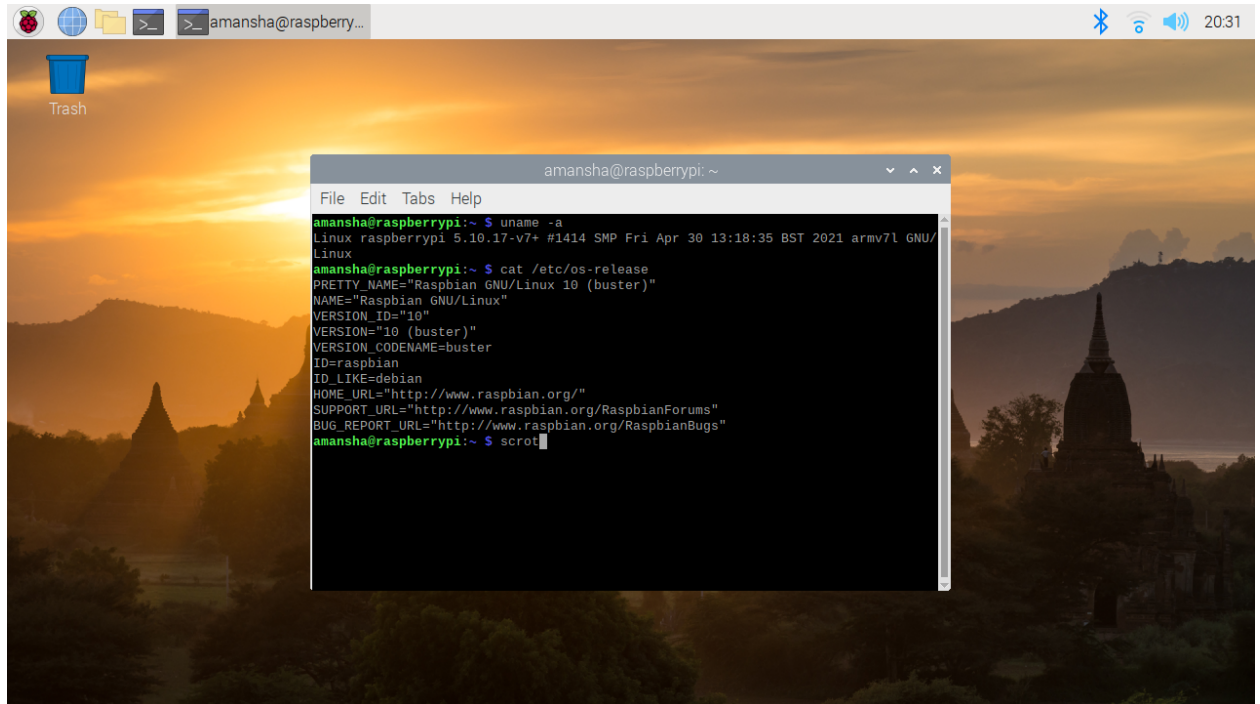 amansha@raspberry...
20:31
Trash
amansha@raspberrypi: ~
File Edit Tabs Help
amansha@raspberrypi:~ $ uname -a
Linux raspberrypi 5.10.17-v7+ #1414 SMP Fri Apr 30 13:18:35 BST 2021 armv7l GNU/
Linux
amansha@raspberrypi:~ $ cat /etc/os-release
PRETTY_NAME="Raspbian GNU/Linux 10 (buster)"
NAME="Raspbian GNU/Linux"
VERSION_ID="10"
VERSION="10 (buster)"
VERSION_CODENAME=buster
ID=raspbian
ID_LIKE=debian
HOME_URL="http://www.raspbian.org/"
SUPPORT_URL="http://www.raspbian.org/RaspbianForums"
BUG_REPORT_URL="http://www.raspbian.org/RaspbianBugs"
amansha@raspberrypi:~ $ scrot